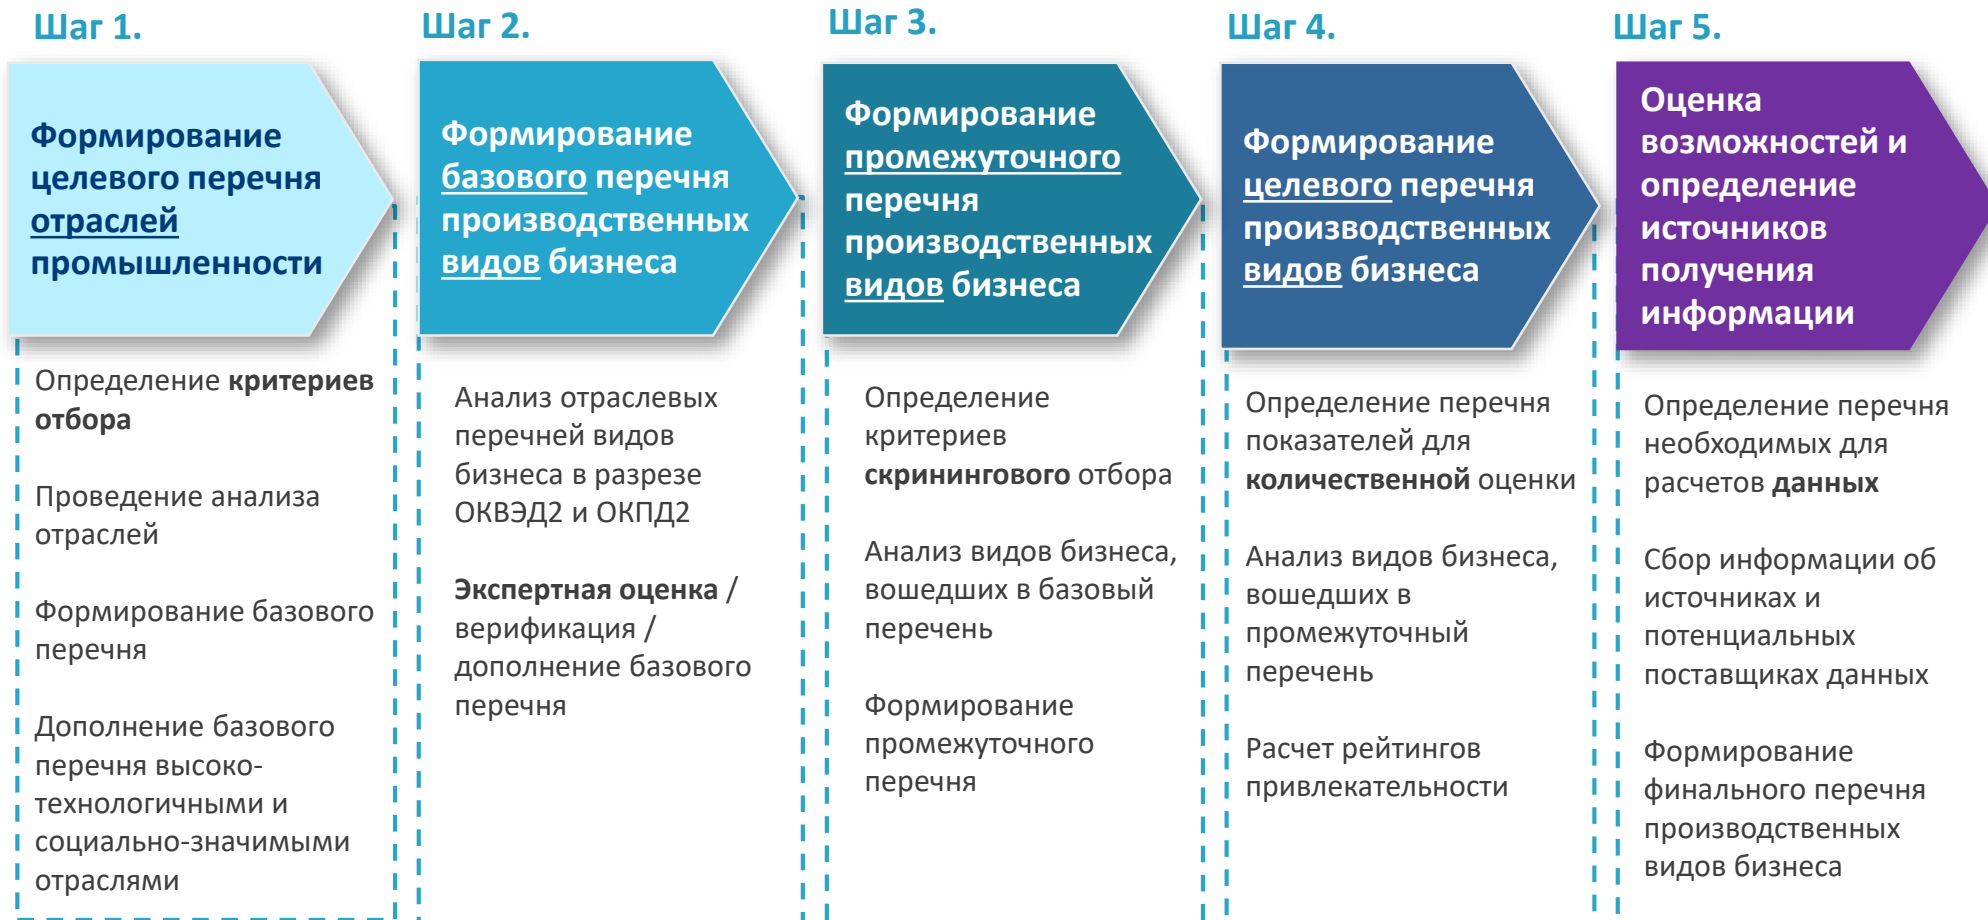 Шаг 1.
Формирование
целевого перечня
отраслей
промышленности
Определение критериев
отбора
Проведение анализа
отраслей
Формирование базового
перечня
Дополнение базового
перечня высоко-
технологичными и
социально-значимыми
отраслями
Шаг 2.
Формирование
базового перечня
производственных
видов бизнеса
Анализ отраслевых
перечней видов
бизнеса в разрезе
ОКВЭД2 и ОКПД2
Экспертная оценка /
верификация /
дополнение базового
перечня
Шаг 3.
Формирование
промежуточного
перечня
производственных
видов бизнеса
Определение
критериев
скринингового отбора
Анализ видов бизнеса,
вошедших в базовый
перечень
Формирование
промежуточного
перечня
Шаг 4.
Формирование
целевого перечня
производственных
видов бизнеса
Определение перечня
показателей для
количественной оценки
Анализ видов бизнеса,
вошедших в
промежуточный
перечень
Расчет рейтингов
привлекательности
Шаг 5.
Оценка
возможностей и
определение
источников
получения
информации
Определение перечня
необходимых для
расчетов данных
Сбор информации об
источниках и
потенциальных
поставщиках данных
Формирование
финального перечня
производственных
видов бизнеса